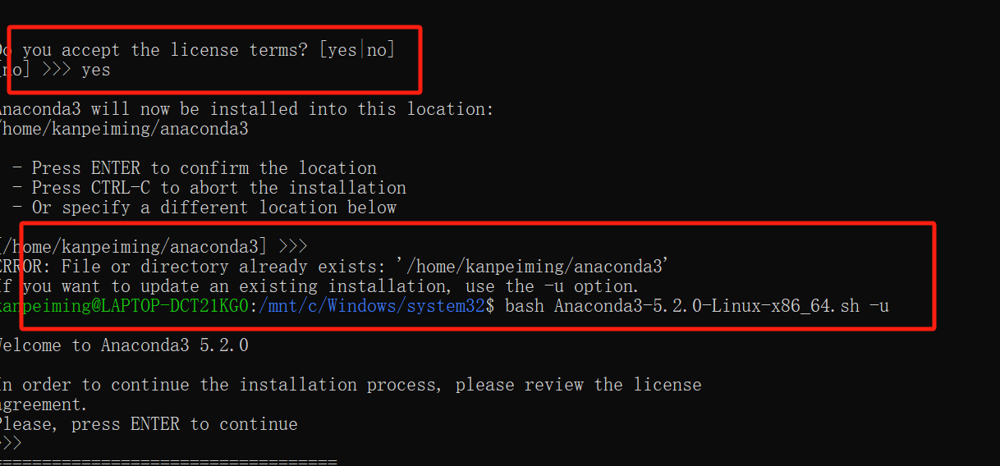 Do you accept the license terms? [yes|no]
[no] >>> yes
Anaconda3 will now be installed into this location:
/home/kanpeiming/anaconda3
- Press ENTER to confirm the location
- Press CTRL-C to abort the installation
- Or specify a different location below
[/home/kanpeiming/anaconda3] >>>
ERROR: File or directory already exists: '/home/kanpeiming/anaconda3'
If you want to update an existing installation, use the -u option.
kanpeiming@LAPTOP-DCT21KG0:/mnt/c/Windows/system32$ bash Anaconda3-5.2.0-Linux-x86_64.sh -u
Welcome to Anaconda3 5.2.0
In order to continue the installation process, please review the license
agreement.
Please, press ENTER to continue
>>>
===================================